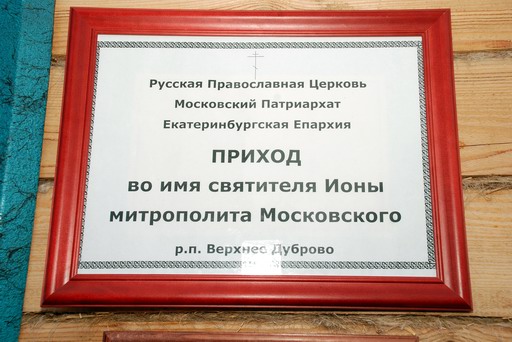 Русская Православная Церковь
Московский Патриархат
Екатеринбургская Епархия
ПРИХОД
во имя святителя Ионы
митрополита Московского
р.п. Верхнее Дуброво